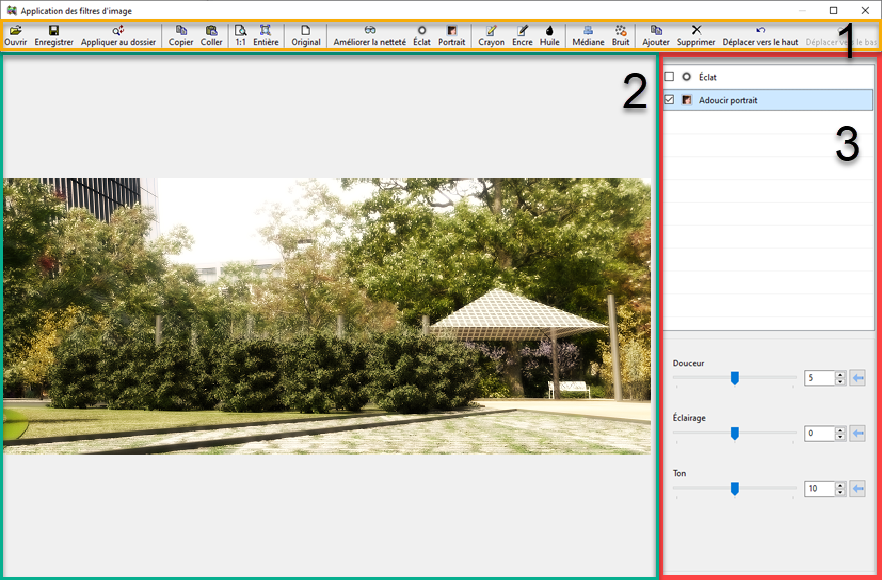 Application des filtres d'image
Ouvrir Enregistrer Appliquer au dossier Copier Coller 1:1 Entière Original Améliorer la netteté Éclat Portrait Crayon Encre Huile Médiane Bruit Ajouter Supprimer Déplacer vers le haut Déplacer vers le bas
1
2
Éclat
Adoucir portrait
3
Douceur
5
Éclairage
0
Ton
10